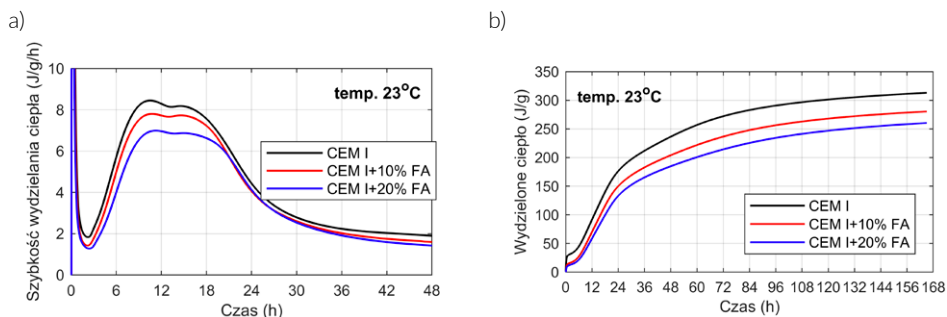 a)
Szybkość wydzielania ciepła (J/g/h)
10
8
6
4
2
0
temp. 23°C
CEM I
CEM I+10% FA
CEM I+20% FA
0 6 12 18 24 30 36 42 48
Czas (h)
b)
Wydzielone ciepło (J/g)
350
300
250
200
150
100
50
0
temp. 23°C
CEM I
CEM I+10% FA
CEM I+20% FA
0 12 24 36 48 60 72 84 96 108 120 132 144 156 168
Czas (h)